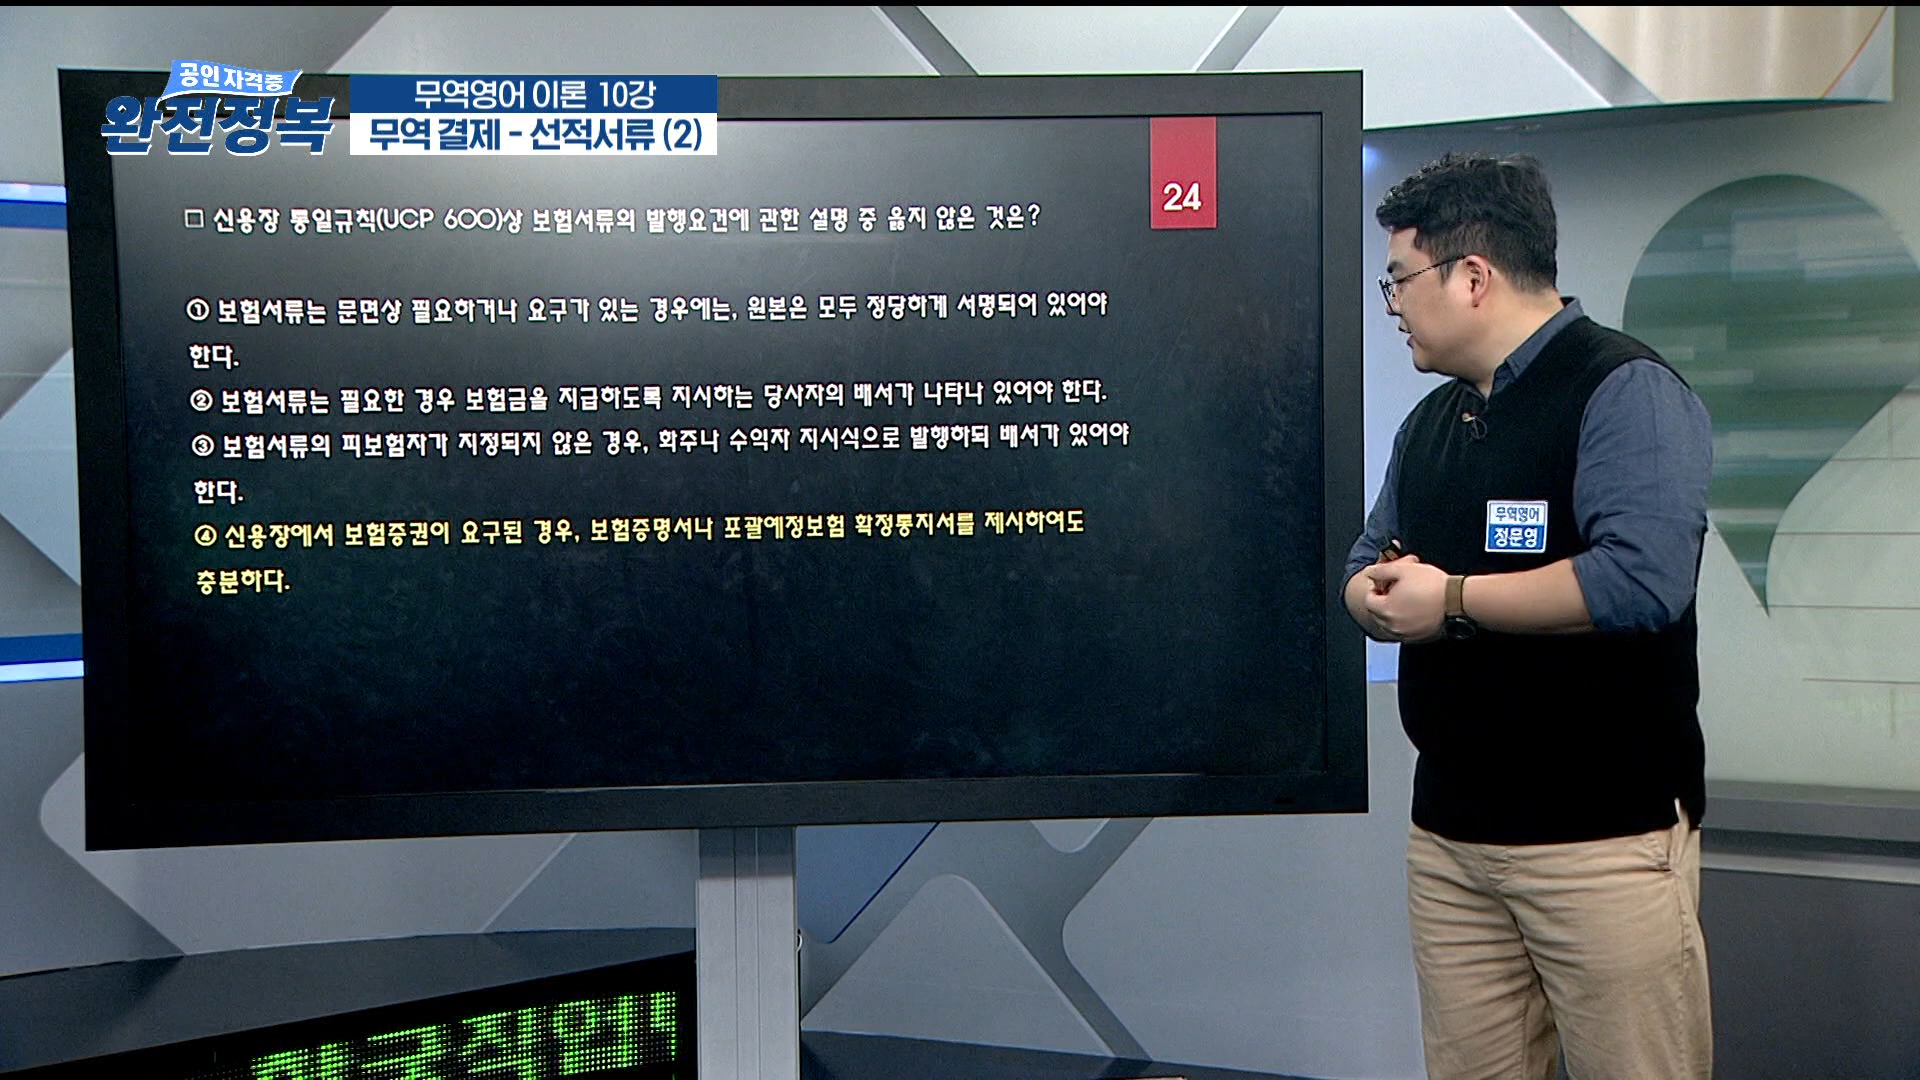 공인 자격증
완전정복
무역영어 이론 10강
무역 결제 - 선적서류 (2)
24
□ 신용장 통일규칙(UCP 600)상 보험서류의 발행요건에 관한 설명 중 옳지 않은 것은?
① 보험서류는 문면상 필요하거나 요구가 있는 경우에는, 원본은 모두 정당하게 서명되어 있어야
한다.
② 보험서류는 필요한 경우 보험금을 지급하도록 지시하는 당사자의 배서가 나타나 있어야 한다.
③ 보험서류의 피보험자가 지정되지 않은 경우, 화주나 수익자 지시식으로 발행하되 배서가 있어야
한다.
④ 신용장에서 보험증권이 요구된 경우, 보험증명서나 포괄예정보험 확정통지서를 제시하여도
충분하다.
무역영어
정문영